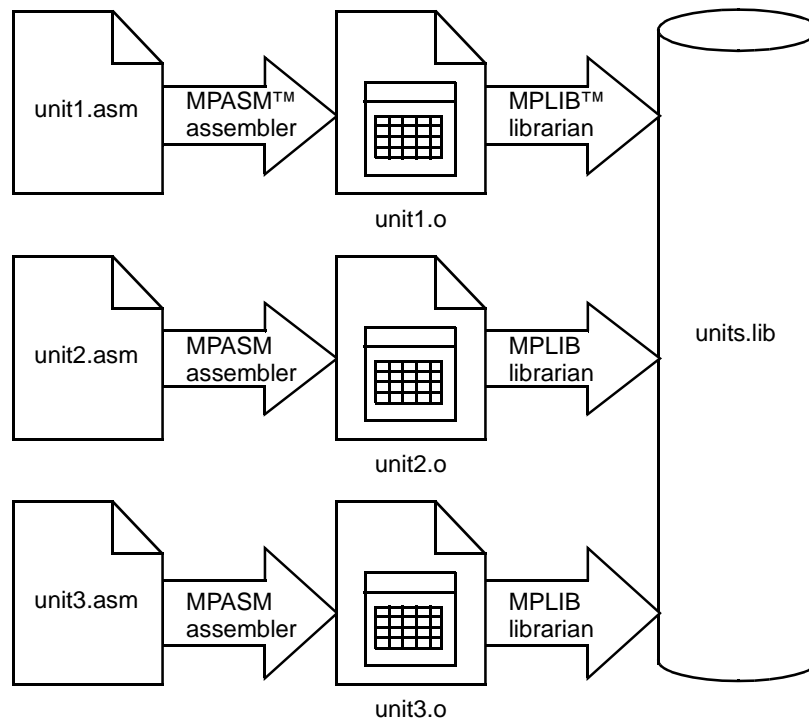 unit1.asm
MPASM™
assembler
MPLIB™
librarian
unit1.o
unit2.asm
MPASM
assembler
MPLIB
librarian
units.lib
unit2.o
unit3.asm
MPASM
assembler
MPLIB
librarian
unit3.o